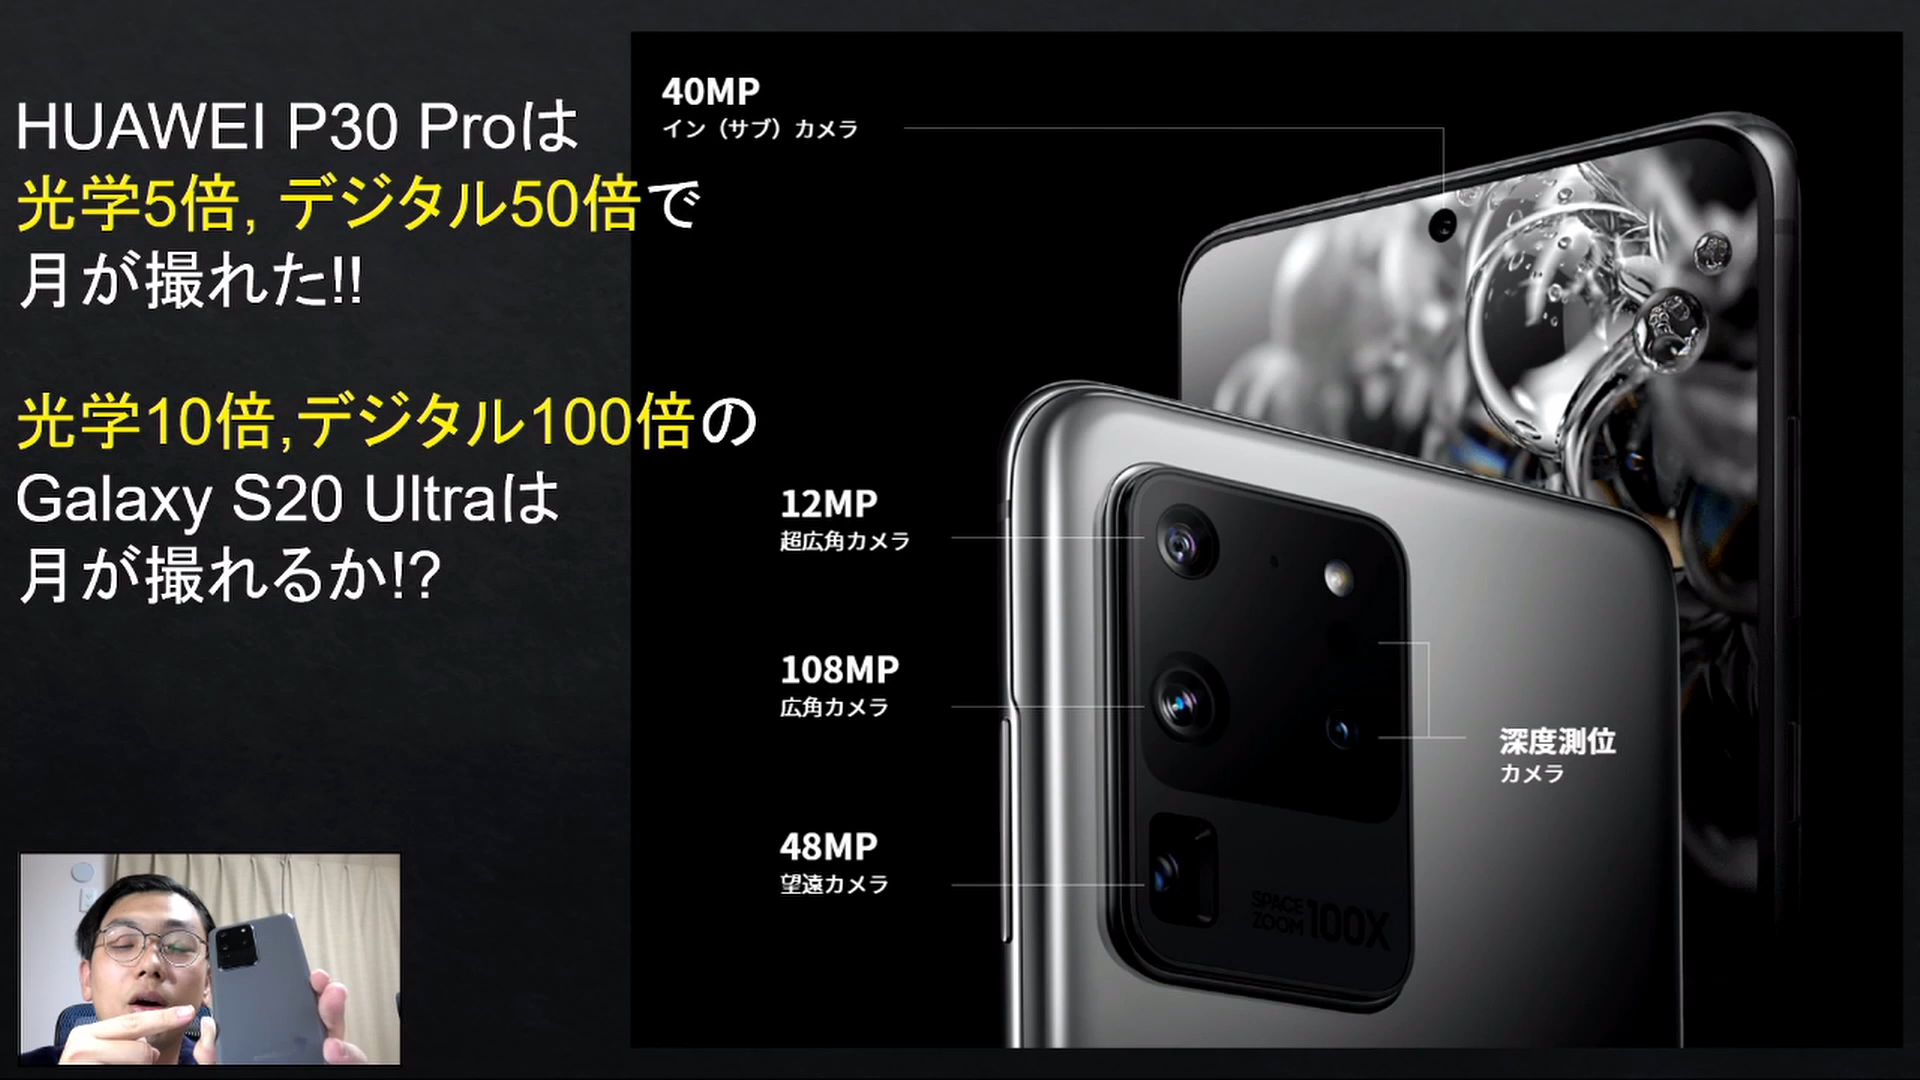 HUAWEI P30 Proは
光学5倍, デジタル50倍で
月が撮れた!!
光学10倍,デジタル100倍の
Galaxy S20 Ultraは
月が撮れるか!?
40MP
イン（サブ）カメラ
12MP
超広角カメラ
108MP
広角カメラ
48MP
望遠カメラ
深度測位
カメラ
SPACE
ZOOM 100X